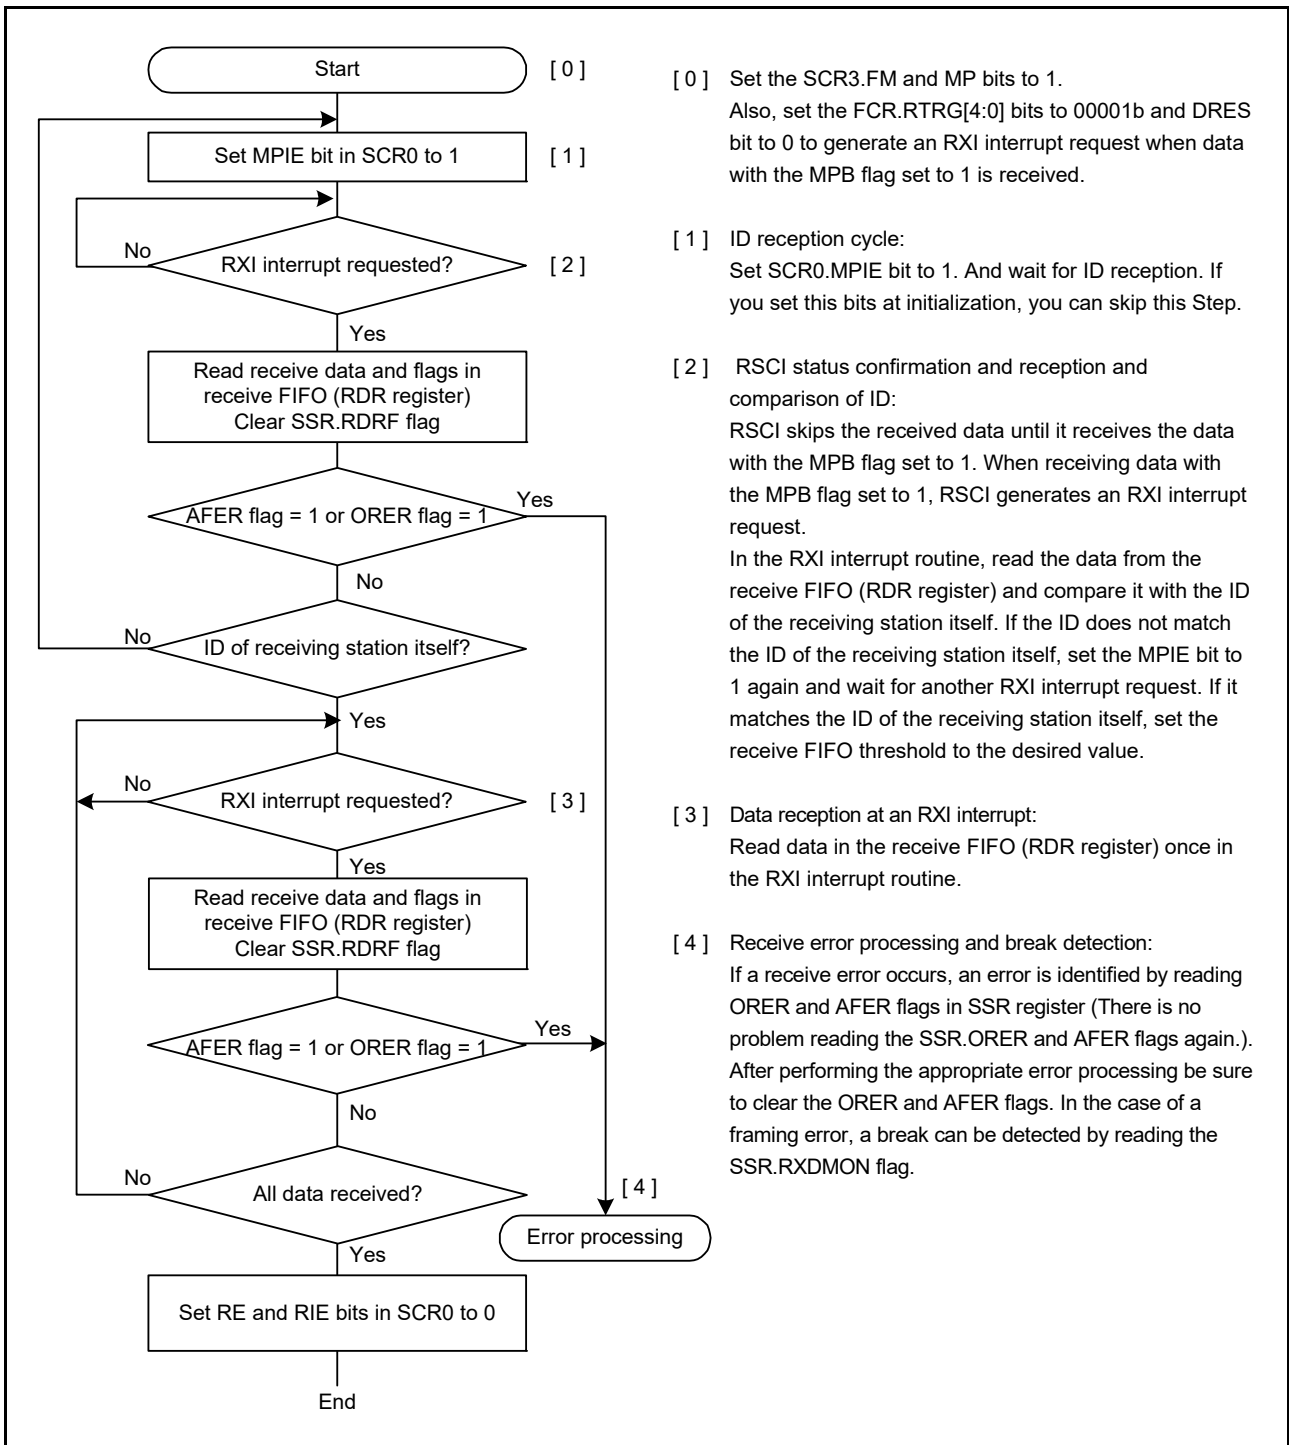 Start
[ 0 ]
Set MPIE bit in SCR0 to 1
[ 1 ]
No
RXI interrupt requested?
[ 2 ]
Yes
Read receive data and flags in
receive FIFO (RDR register)
Clear SSR.RDRF flag
AFER flag = 1 or ORER flag = 1
Yes
No
No
ID of receiving station itself?
Yes
No
RXI interrupt requested?
[ 3 ]
Yes
Read receive data and flags in
receive FIFO (RDR register)
Clear SSR.RDRF flag
AFER flag = 1 or ORER flag = 1
Yes
No
No
All data received?
[ 4 ]
Error processing
Yes
Set RE and RIE bits in SCR0 to 0
End
[ 0 ] Set the SCR3.FM and MP bits to 1.
Also, set the FCR.RTRG[4:0] bits to 00001b and DRES
bit to 0 to generate an RXI interrupt request when data
with the MPB flag set to 1 is received.
[ 1 ] ID reception cycle:
Set SCR0.MPIE bit to 1. And wait for ID reception. If
you set this bits at initialization, you can skip this Step.
[ 2 ] RSCI status confirmation and reception and
comparison of ID:
RSCI skips the received data until it receives the data
with the MPB flag set to 1. When receiving data with
the MPB flag set to 1, RSCI generates an RXI interrupt
request.
In the RXI interrupt routine, read the data from the
receive FIFO (RDR register) and compare it with the ID
of the receiving station itself. If the ID does not match
the ID of the receiving station itself, set the MPIE bit to
1 again and wait for another RXI interrupt request. If it
matches the ID of the receiving station itself, set the
receive FIFO threshold to the desired value.
[ 3 ] Data reception at an RXI interrupt:
Read data in the receive FIFO (RDR register) once in
the RXI interrupt routine.
[ 4 ] Receive error processing and break detection:
If a receive error occurs, an error is identified by reading
ORER and AFER flags in SSR register (There is no
problem reading the SSR.ORER and AFER flags again.).
After performing the appropriate error processing be sure
to clear the ORER and AFER flags. In the case of a
framing error, a break can be detected by reading the
SSR.RXDMON flag.